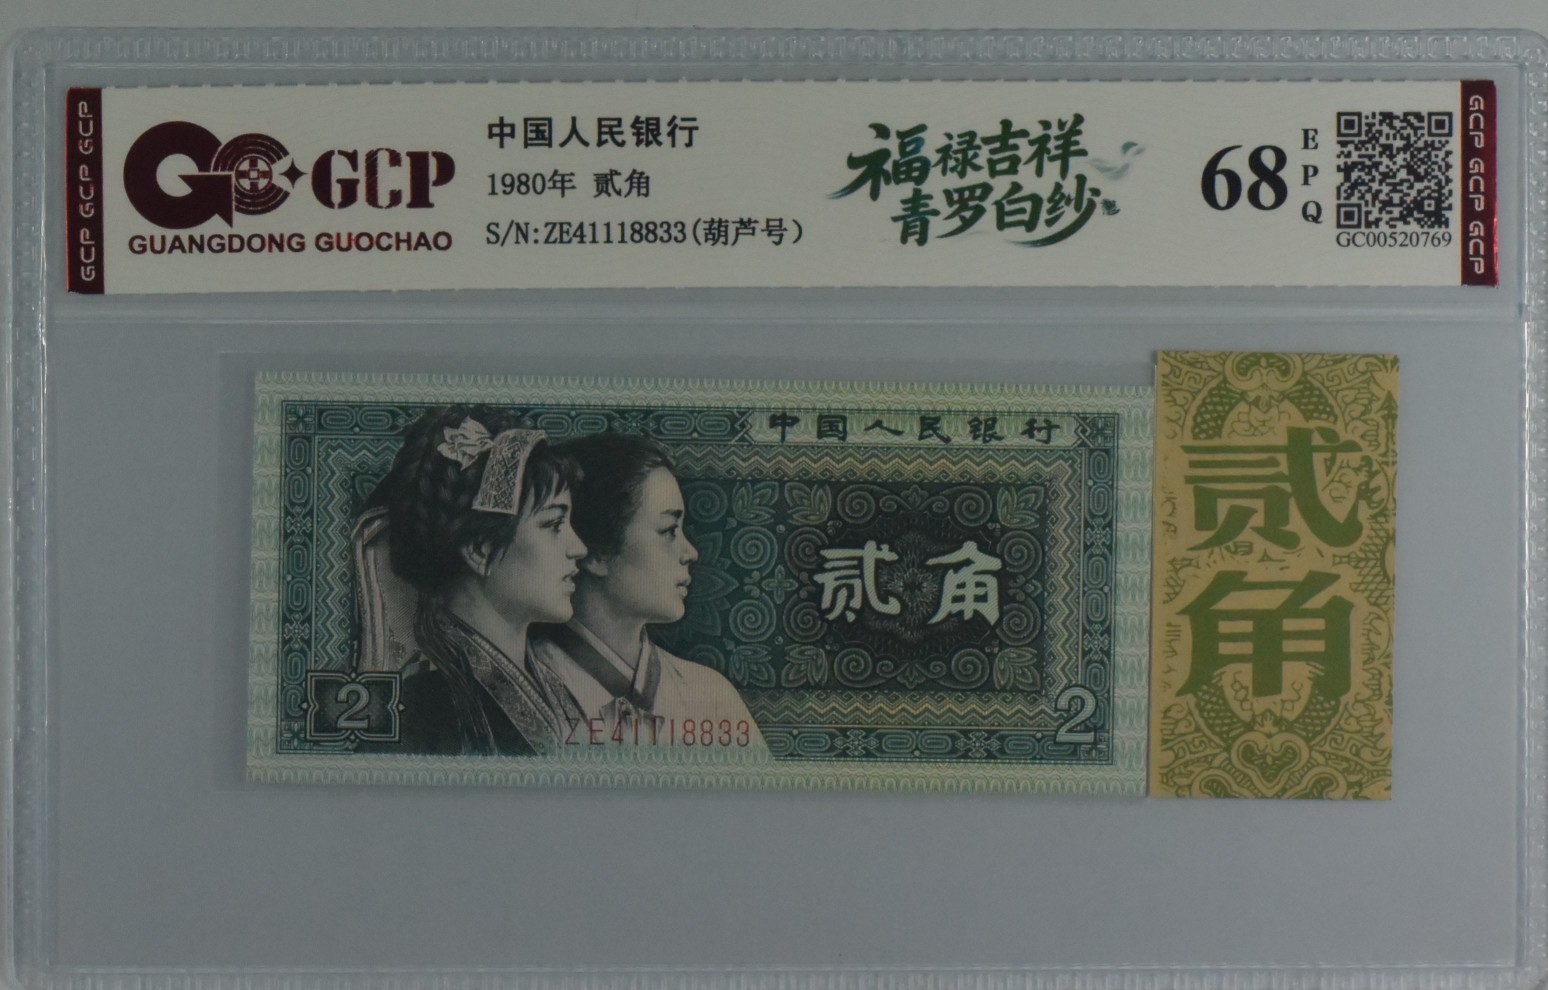 GCP GCP GCP
GCP
GUANGDONG GUOCHAO
中国人民银行
1980年 贰角
S/N:ZE41118833(葫芦号)
福禄吉祥
青罗白纱
68
EPQ
GC00520769
GCP GCP GCP
中国人民银行
贰角
2
ZE41118833
2
贰角